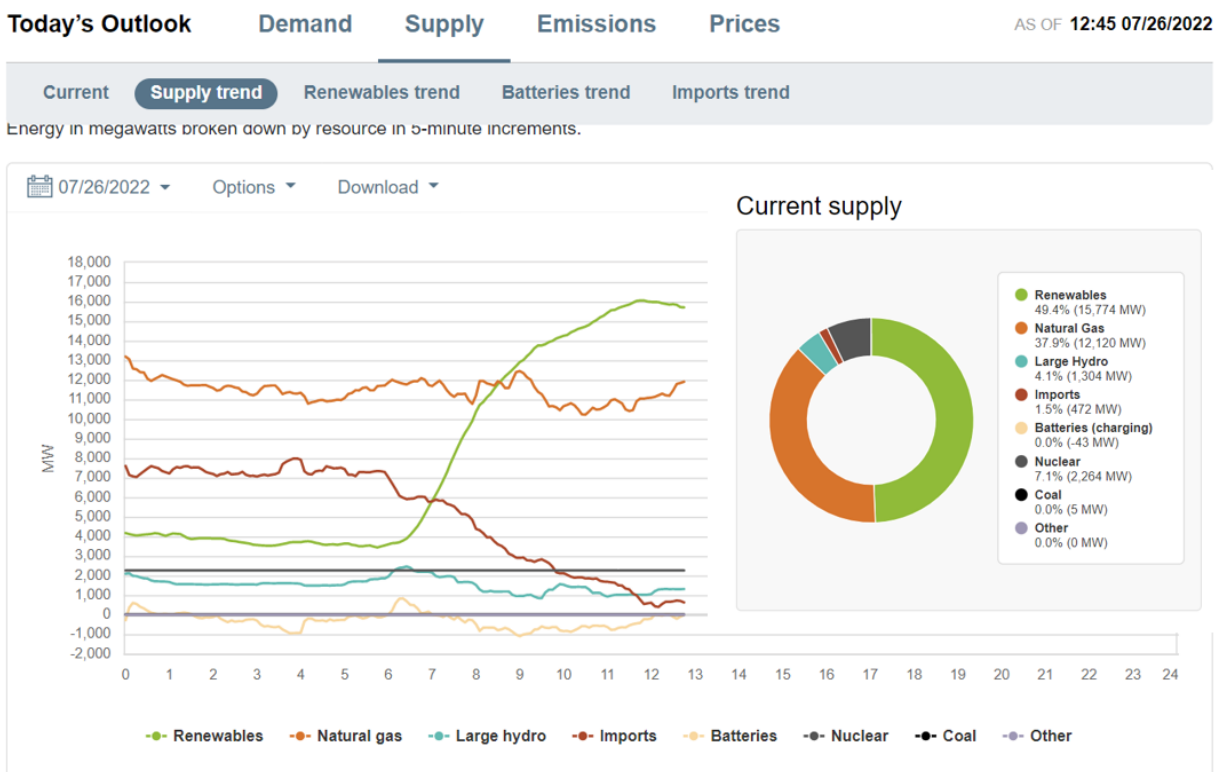 Today's Outlook Demand Supply Emissions Prices AS OF 12:45 07/26/2022
Current Supply trend Renewables trend Batteries trend Imports trend
Energy in megawatts broken down by resource in 5-minute increments.
07/26/2022 Options Download
Current supply
18,000
17,000
16,000
15,000
14,000
13,000
12,000
11,000
10,000
9,000
8,000
7,000
6,000
5,000
4,000
3,000
2,000
1,000
0
-1,000
-2,000
MW
0 1 2 3 4 5 6 7 8 9 10 11 12 13 14 15 16 17 18 19 20 21 22 23 24
Renewables
49.4% (15,774 MW)
Natural Gas
37.9% (12,120 MW)
Large Hydro
4.1% (1,304 MW)
Imports
1.5% (472 MW)
Batteries (charging)
0.0% (-43 MW)
Nuclear
7.1% (2,264 MW)
Coal
0.0% (5 MW)
Other
0.0% (0 MW)
Renewables Natural gas Large hydro Imports Batteries Nuclear Coal Other